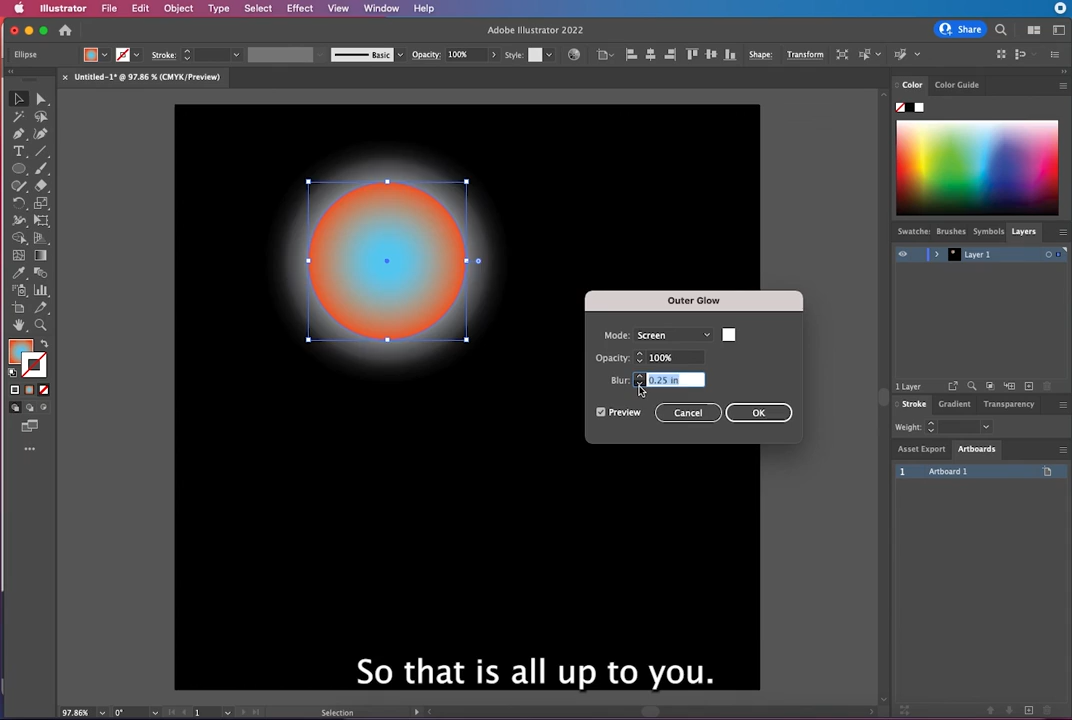 Illustrator File Edit Object Type Select Effect View Window Help
Adobe Illustrator 2022
Share
Ellipse Stroke: Basic Opacity: 100% Style: Shape: Transform
Untitled-1* @ 97.86 % (CMYK/Preview)
Color Color Guide
Swatche: Brushes Symbols Layers
Layer 1
Outer Glow
Mode: Screen
Opacity: 100%
Blur: 0.25 in
Preview Cancel OK
1 Layer
Stroke Gradient Transparency
Weight:
Asset Export Artboards
1 Artboard 1
So that is all up to you.
97.86% 0° 1 Selection